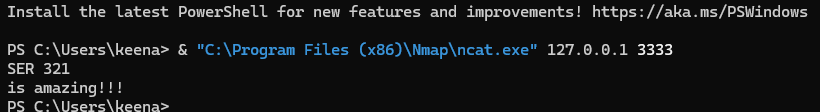 Install the latest PowerShell for new features and improvements! https://aka.ms/PSWindows
PS C:\Users\keena> & "C:\Program Files (x86)\Nmap\ncat.exe" 127.0.0.1 3333
SER 321
is amazing!!!
PS C:\Users\keena>